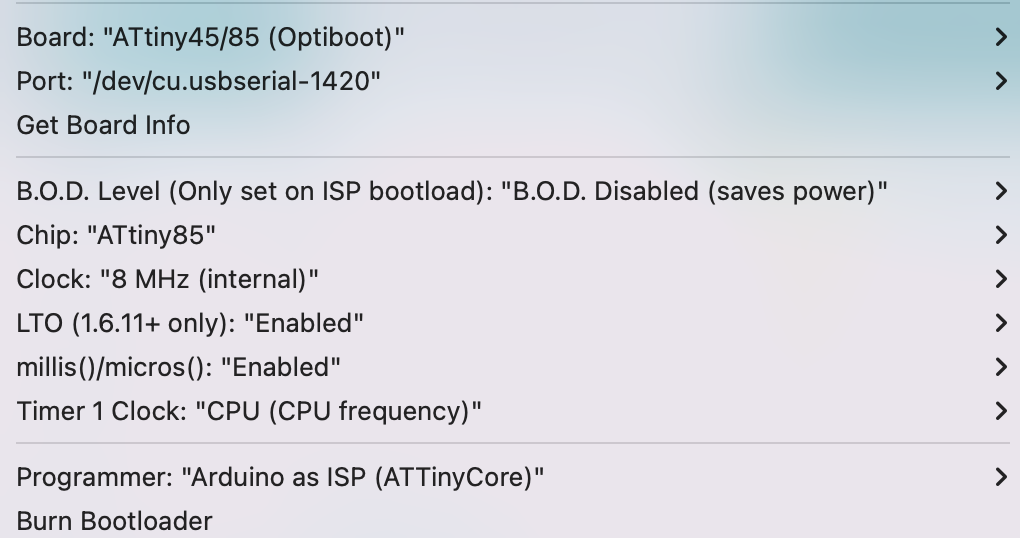 Board: "ATtiny45/85 (Optiboot)"
Port: "/dev/cu.usbserial-1420"
Get Board Info
B.O.D. Level (Only set on ISP bootload): "B.O.D. Disabled (saves power)"
Chip: "ATtiny85"
Clock: "8 MHz (internal)"
LTO (1.6.11+ only): "Enabled"
millis()/micros(): "Enabled"
Timer 1 Clock: "CPU (CPU frequency)"
Programmer: "Arduino as ISP (ATTinyCore)"
Burn Bootloader